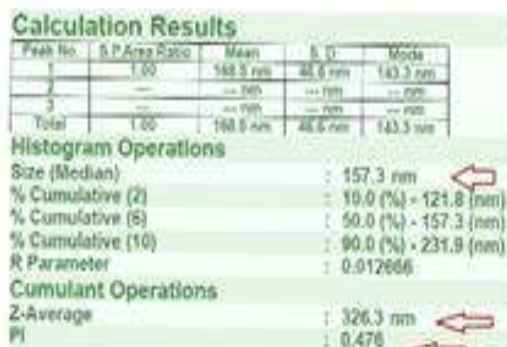 Calculation Results
Peak No. S.P.Area Ratio Mean S. D Mode
1 1.00 168.5 nm 46.6 nm 143.3 nm
2 --- --- nm --- nm --- nm
3 --- --- nm --- nm --- nm
Total 1.00 168.5 nm 46.6 nm 143.3 nm
Histogram Operations
Size (Median) : 157.3 nm
% Cumulative (2) : 10.0 (%) - 121.8 (nm)
% Cumulative (6) : 50.0 (%) - 157.3 (nm)
% Cumulative (10) : 90.0 (%) - 231.9 (nm)
R Parameter : 0.012666
Cumulant Operations
Z-Average : 326.3 nm
PI : 0.476